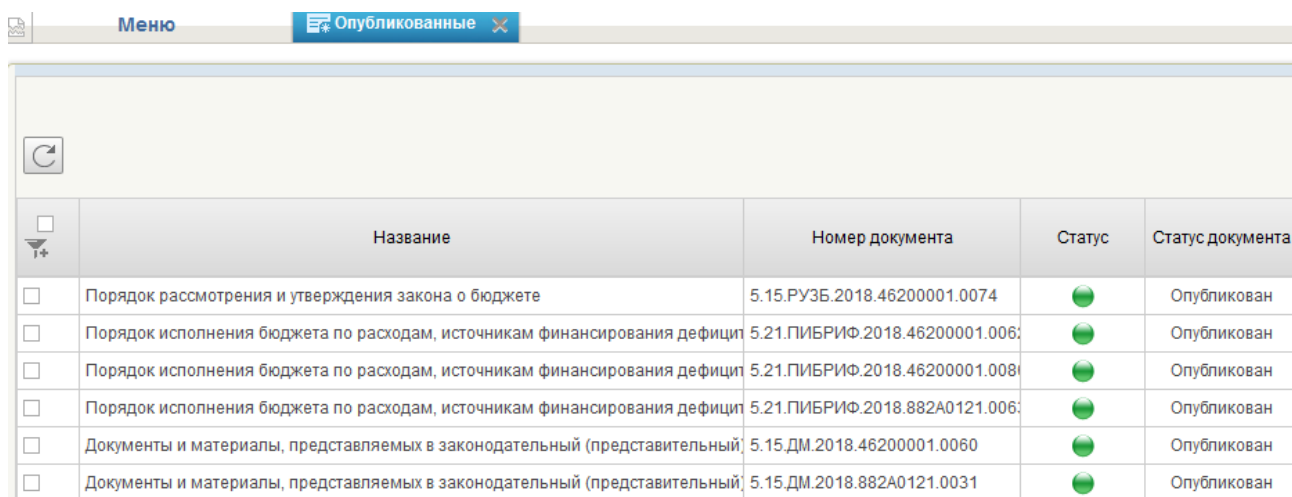 Меню
Опубликованные
Название Номер документа Статус Статус документа
Порядок рассмотрения и утверждения закона о бюджете 5.15.РУЗБ.2018.46200001.0074 Опубликован
Порядок исполнения бюджета по расходам, источникам финансирования дефицит 5.21.ПИБРИФ.2018.46200001.0062 Опубликован
Порядок исполнения бюджета по расходам, источникам финансирования дефицит 5.21.ПИБРИФ.2018.46200001.008 Опубликован
Порядок исполнения бюджета по расходам, источникам финансирования дефицит 5.21.ПИБРИФ.2018.882А0121.006 Опубликован
Документы и материалы, представляемых в законодательный (представительный) 5.15.ДМ.2018.46200001.0060 Опубликован
Документы и материалы, представляемых в законодательный (представительный) 5.15.ДМ.2018.882А0121.0031 Опубликован